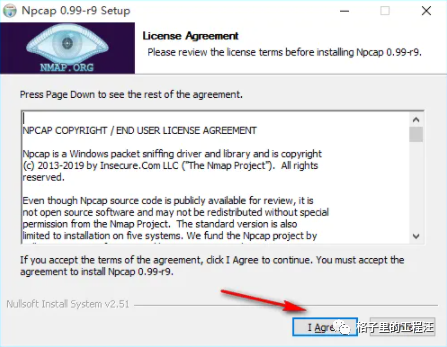 Npcap 0.99-r9 Setup
NMAP.ORG
License Agreement
Please review the license terms before installing Npcap 0.99-r9.
Press Page Down to see the rest of the agreement.
NPCAP COPYRIGHT / END USER LICENSE AGREEMENT
Npcap is a Windows packet sniffing driver and library and is copyright
(c) 2013-2019 by Insecure.Com LLC ("The Nmap Project").  All rights
reserved.
Even though Npcap source code is publicly available for review, it is
not open source software and may not be redistributed without special
permission from the Nmap Project.  The standard version is also
limited to installation on five systems. We fund the Npcap project by
If you accept the terms of the agreement, click I Agree to continue. You must accept the
agreement to install Npcap 0.99-r9.
Nullsoft Install System v2.51
I Agree
格子里的工程汪